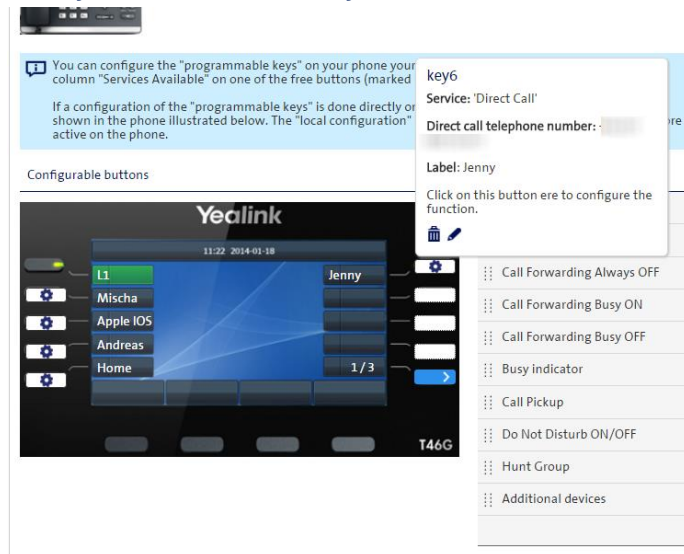 You can configure the "programmable keys" on your phone your
column "Services Available" on one of the free buttons (marked
If a configuration of the "programmable keys" is done directly or
shown in the phone illustrated below. The "local configuration"
re
active on the phone.
key6
Service: 'Direct Call'
Direct call telephone number:
Label: Jenny
Click on this button ere to configure the
function.
Configurable buttons
Yealink
11:22 2014-01-18
L1
Jenny
Mischa
Apple IOS
Andreas
Home
1/3
T46G
Call Forwarding Always OFF
Call Forwarding Busy ON
Call Forwarding Busy OFF
Busy indicator
Call Pickup
Do Not Disturb ON/OFF
Hunt Group
Additional devices